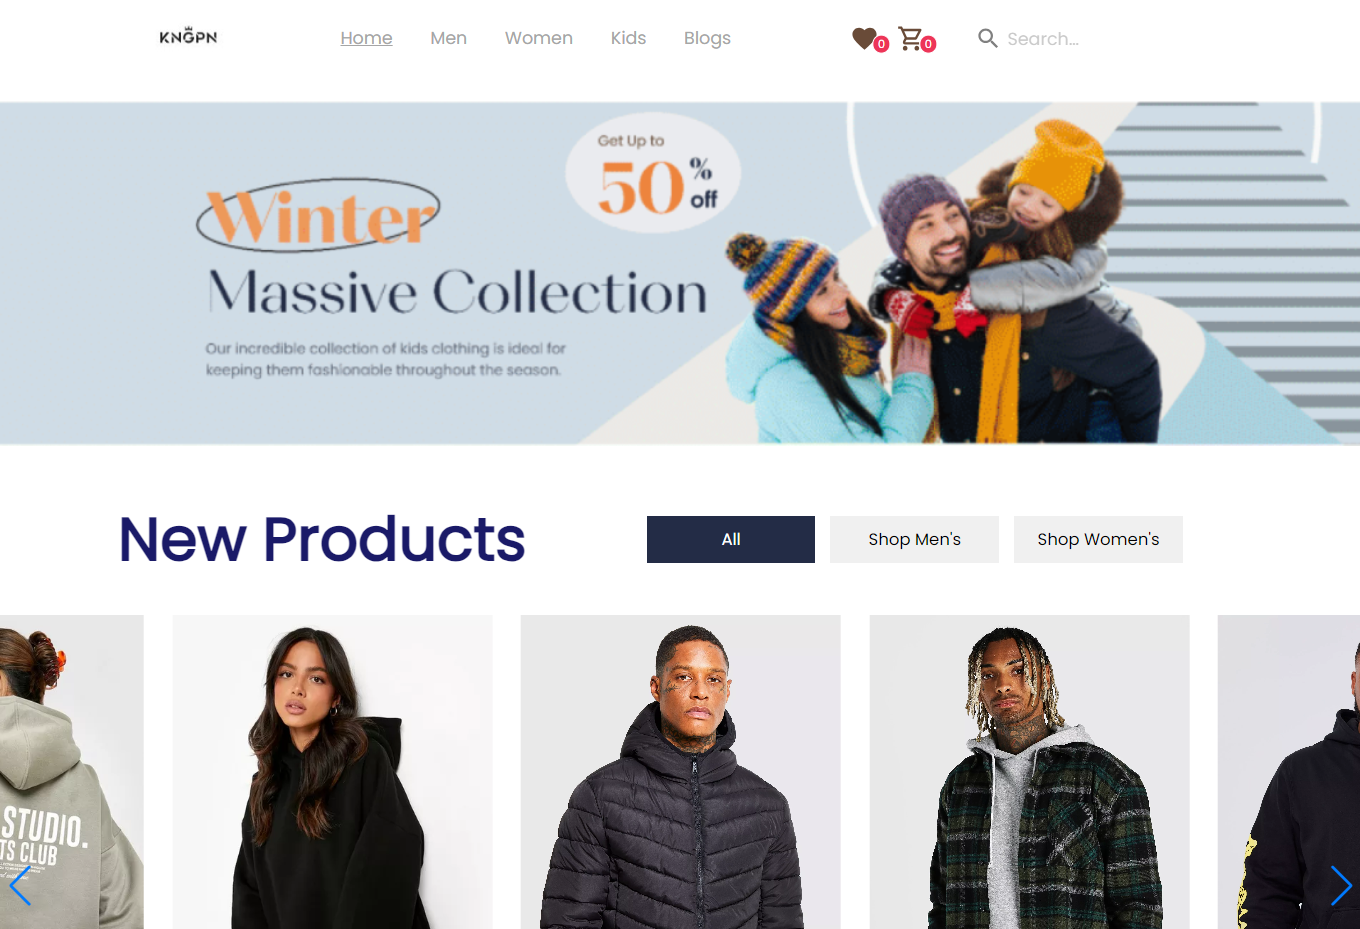 KNGPN
Home Men Women Kids Blogs
0 0
Search...
Get Up to
50% off
Winter
Massive Collection
Our incredible collection of kids clothing is ideal for
keeping them fashionable throughout the season.
New Products
All
Shop Men's
Shop Women's
STUDIO.
TS CLUB